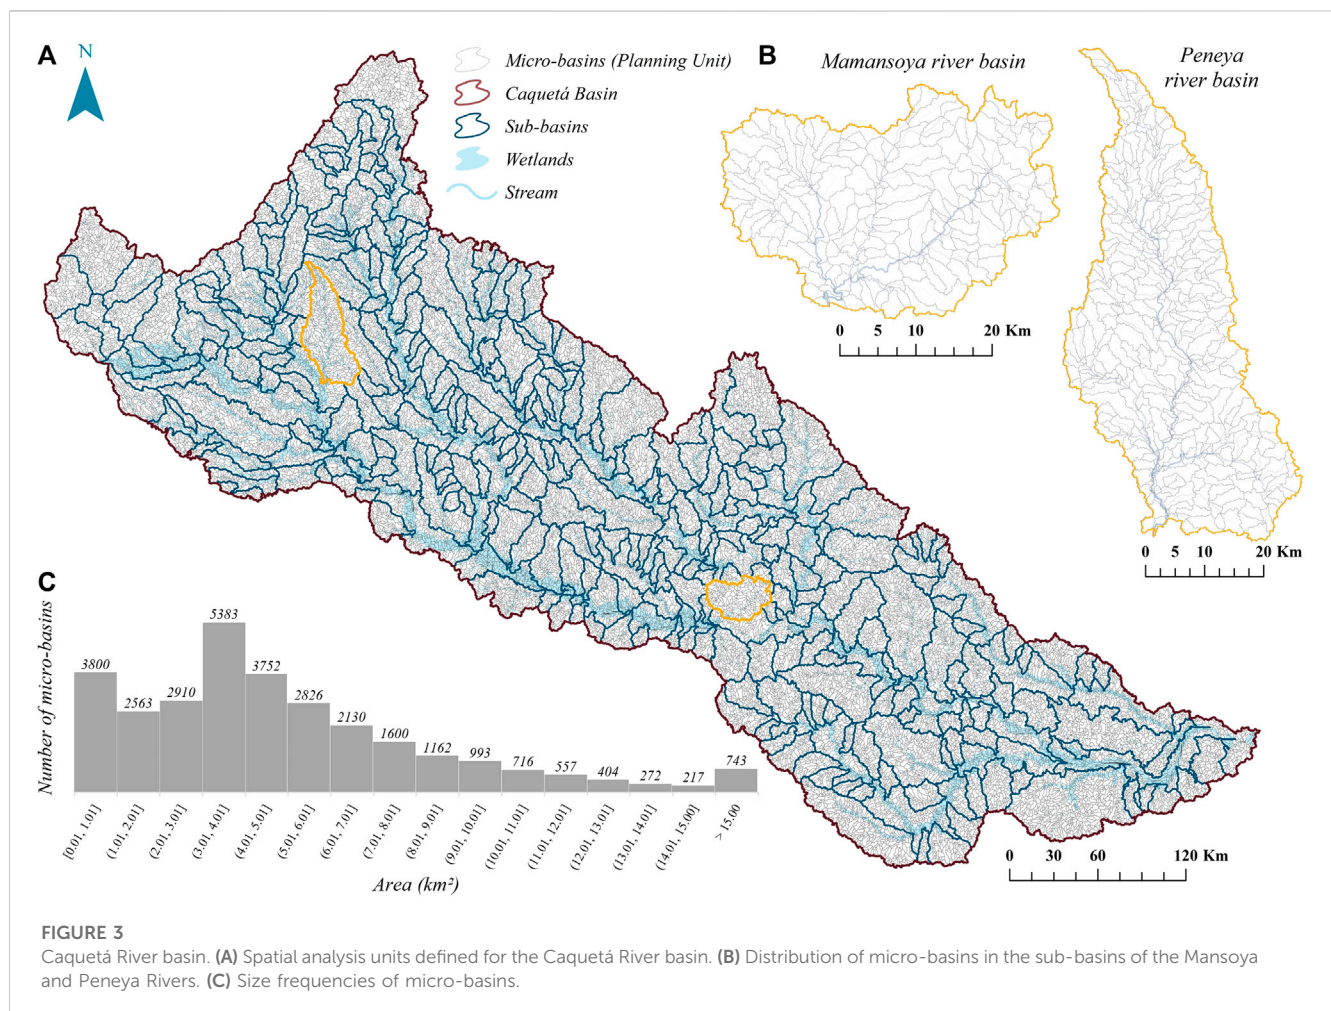 A
N
Micro-basins (Planning Unit)
Caquetá Basin
Sub-basins
Wetlands
Stream
B
Mamansoya river basin
0 5 10 20 Km
Peneya
river basin
0 5 10 20 Km
C
Number of micro-basins
3800
2563
2910
5383
3752
2826
2130
1600
1162
993
716
557
404
272
217
743
[0.01, 1.01]
(1.01, 2.01]
(2.01, 3.01]
(3.01, 4.01]
(4.01, 5.01]
(5.01, 6.01]
(6.01, 7.01]
(7.01, 8.01]
(8.01, 9.01]
(9.01, 10.01]
(10.01, 11.01]
(11.01, 12.01]
(12.01, 13.01]
(13.01, 14.01]
(14.01, 15.00]
> 15.00
Area (km²)
0 30 60 120 Km
FIGURE 3
Caquetá River basin. (A) Spatial analysis units defined for the Caquetá River basin. (B) Distribution of micro-basins in the sub-basins of the Mansoya
and Peneya Rivers. (C) Size frequencies of micro-basins.